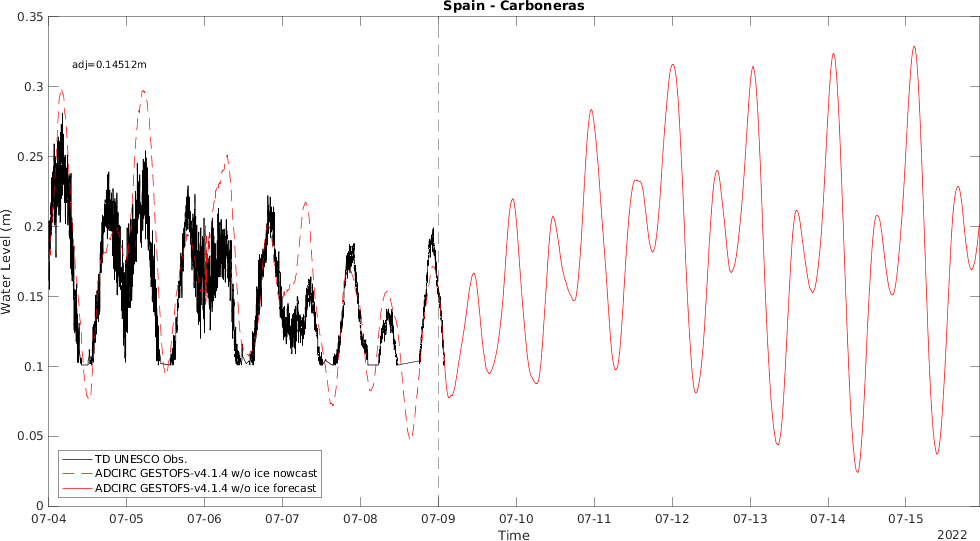 Spain - Carboneras
0.35
0.3
0.25
0.2
0.15
0.1
0.05
0
Water Level (m)
adj=0.14512m
TD UNESCO Obs.
ADCIRC GESTOFS-v4.1.4 w/o ice nowcast
ADCIRC GESTOFS-v4.1.4 w/o ice forecast
07-04 07-05 07-06 07-07 07-08 07-09 07-10 07-11 07-12 07-13 07-14 07-15
Time
2022